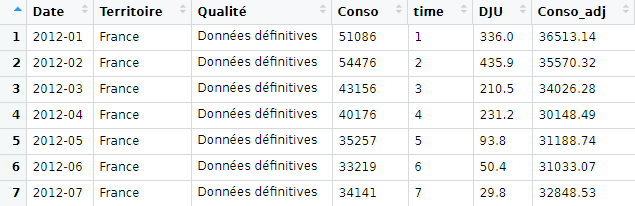 Date Territoire Qualité Conso time DJU Conso_adj
1 2012-01 France Données définitives 51086 1 336.0 36513.14
2 2012-02 France Données définitives 54476 2 435.9 35570.32
3 2012-03 France Données définitives 43156 3 210.5 34026.28
4 2012-04 France Données définitives 40176 4 231.2 30148.49
5 2012-05 France Données définitives 35257 5 93.8 31188.74
6 2012-06 France Données définitives 33219 6 50.4 31033.07
7 2012-07 France Données définitives 34141 7 29.8 32848.53